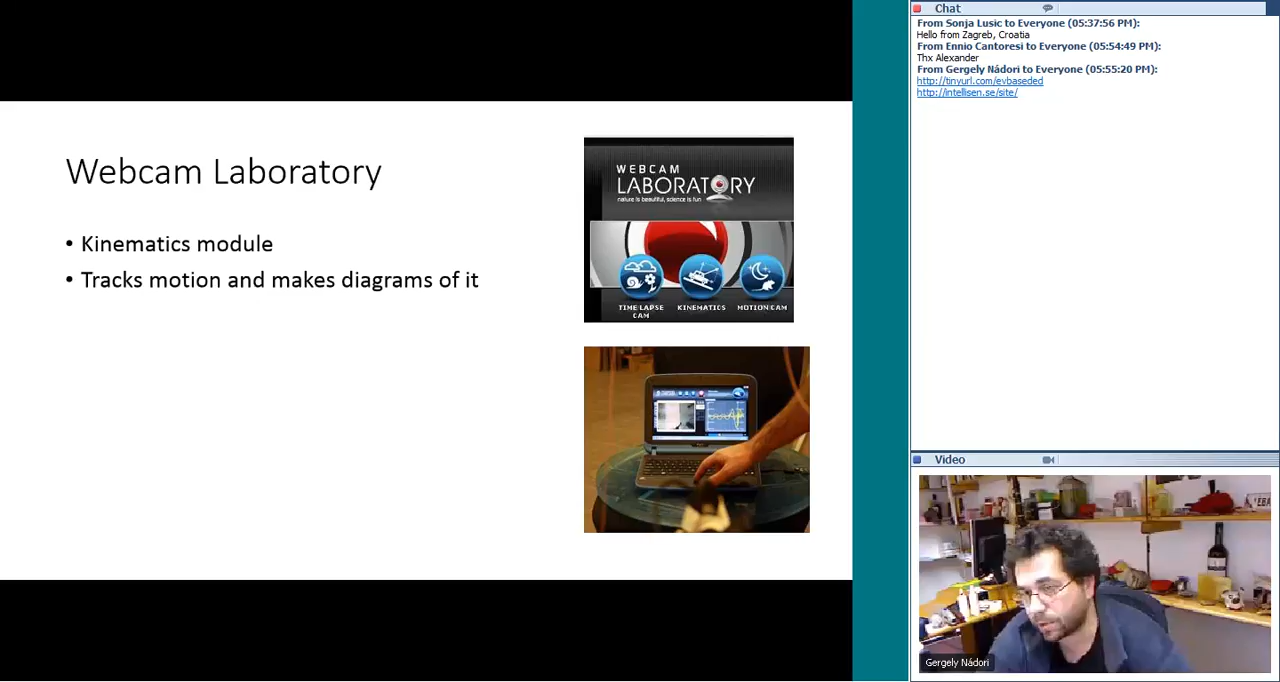 Webcam Laboratory
• Kinematics module
• Tracks motion and makes diagrams of it
WEBCAM
LABORATORY
nature is beautiful, science is fun
TIME LAPSE
CAM
KINEMATICS
MOTION CAM
Chat
From Sonja Lusic to Everyone (05:37:56 PM):
Hello from Zagreb, Croatia
From Ennio Cantoresi to Everyone (05:54:49 PM):
Thx Alexander
From Gergely Nádori to Everyone (05:55:20 PM):
http://tinyurl.com/evbaseded
http://intellisen.se/site/
Video
Gergely Nádori